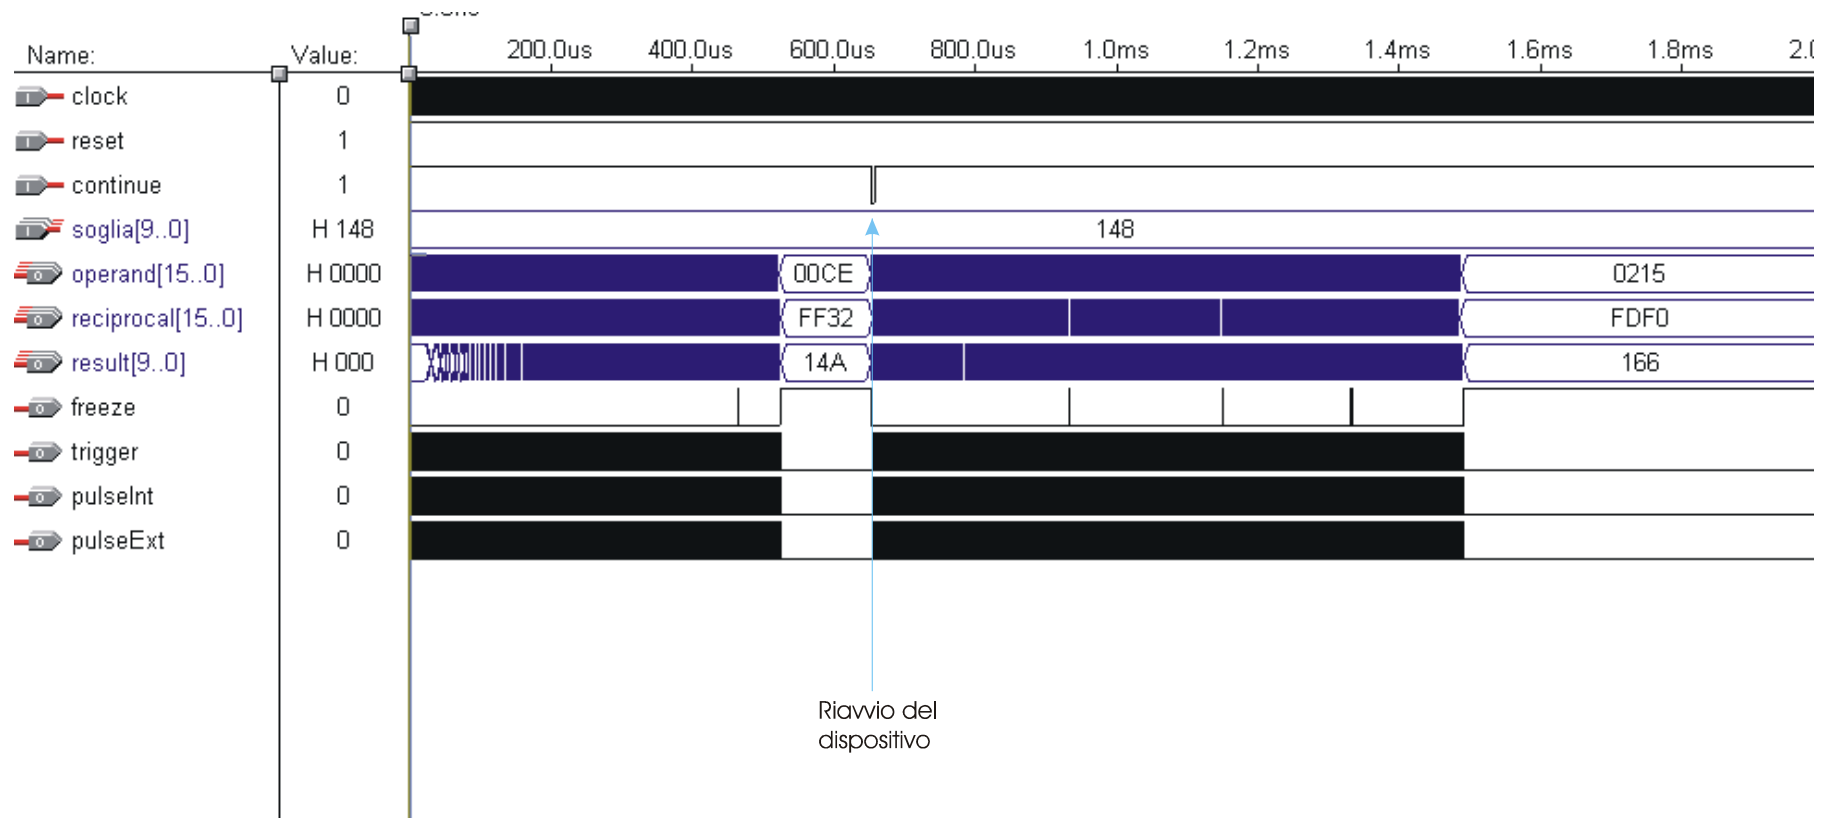 Name: Value: 200.0us 400.0us 600.0us 800.0us 1.0ms 1.2ms 1.4ms 1.6ms 1.8ms
clock 0
reset 1
continue 1
soglia[9..0] H 148 148
operand[15..0] H 0000 00CE 0215
reciprocal[15..0] H 0000 FF32 FDF0
result[9..0] H 000 14A 166
freeze 0
trigger 0
pulseInt 0
pulseExt 0
Riavvio del
dispositivo